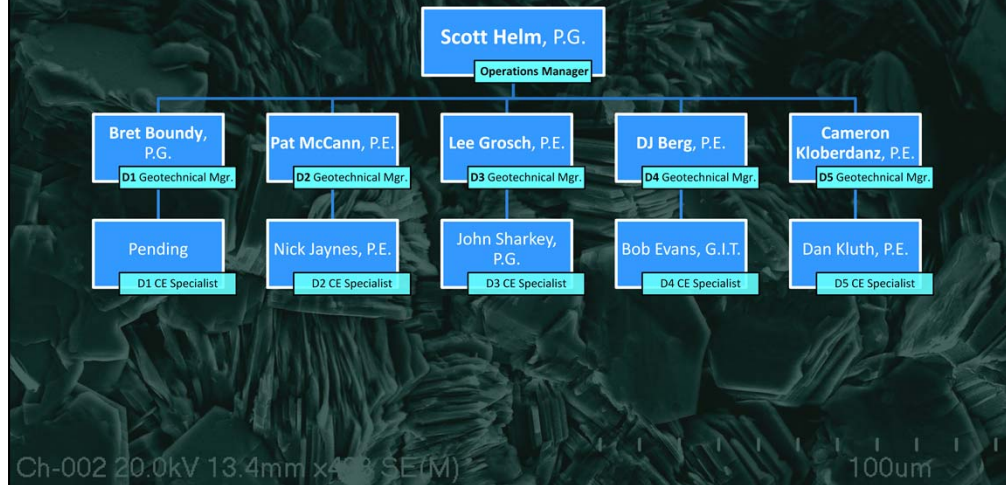 Scott Helm, P.G.
Operations Manager
Bret Boundy,
P.G.
D1 Geotechnical Mgr.
Pat McCann, P.E.
D2 Geotechnical Mgr.
Lee Grosch, P.E.
D3 Geotechnical Mgr.
DJ Berg, P.E.
D4 Geotechnical Mgr.
Cameron
Kloberdanz, P.E.
D5 Geotechnical Mgr.
Pending
D1 CE Specialist
Nick Jaynes, P.E.
D2 CE Specialist
John Sharkey,
P.G.
D3 CE Specialist
Bob Evans, G.I.T.
D4 CE Specialist
Dan Kluth, P.E.
D5 CE Specialist
Ch-002 20.0kV 13.4mm SE(M)
100um